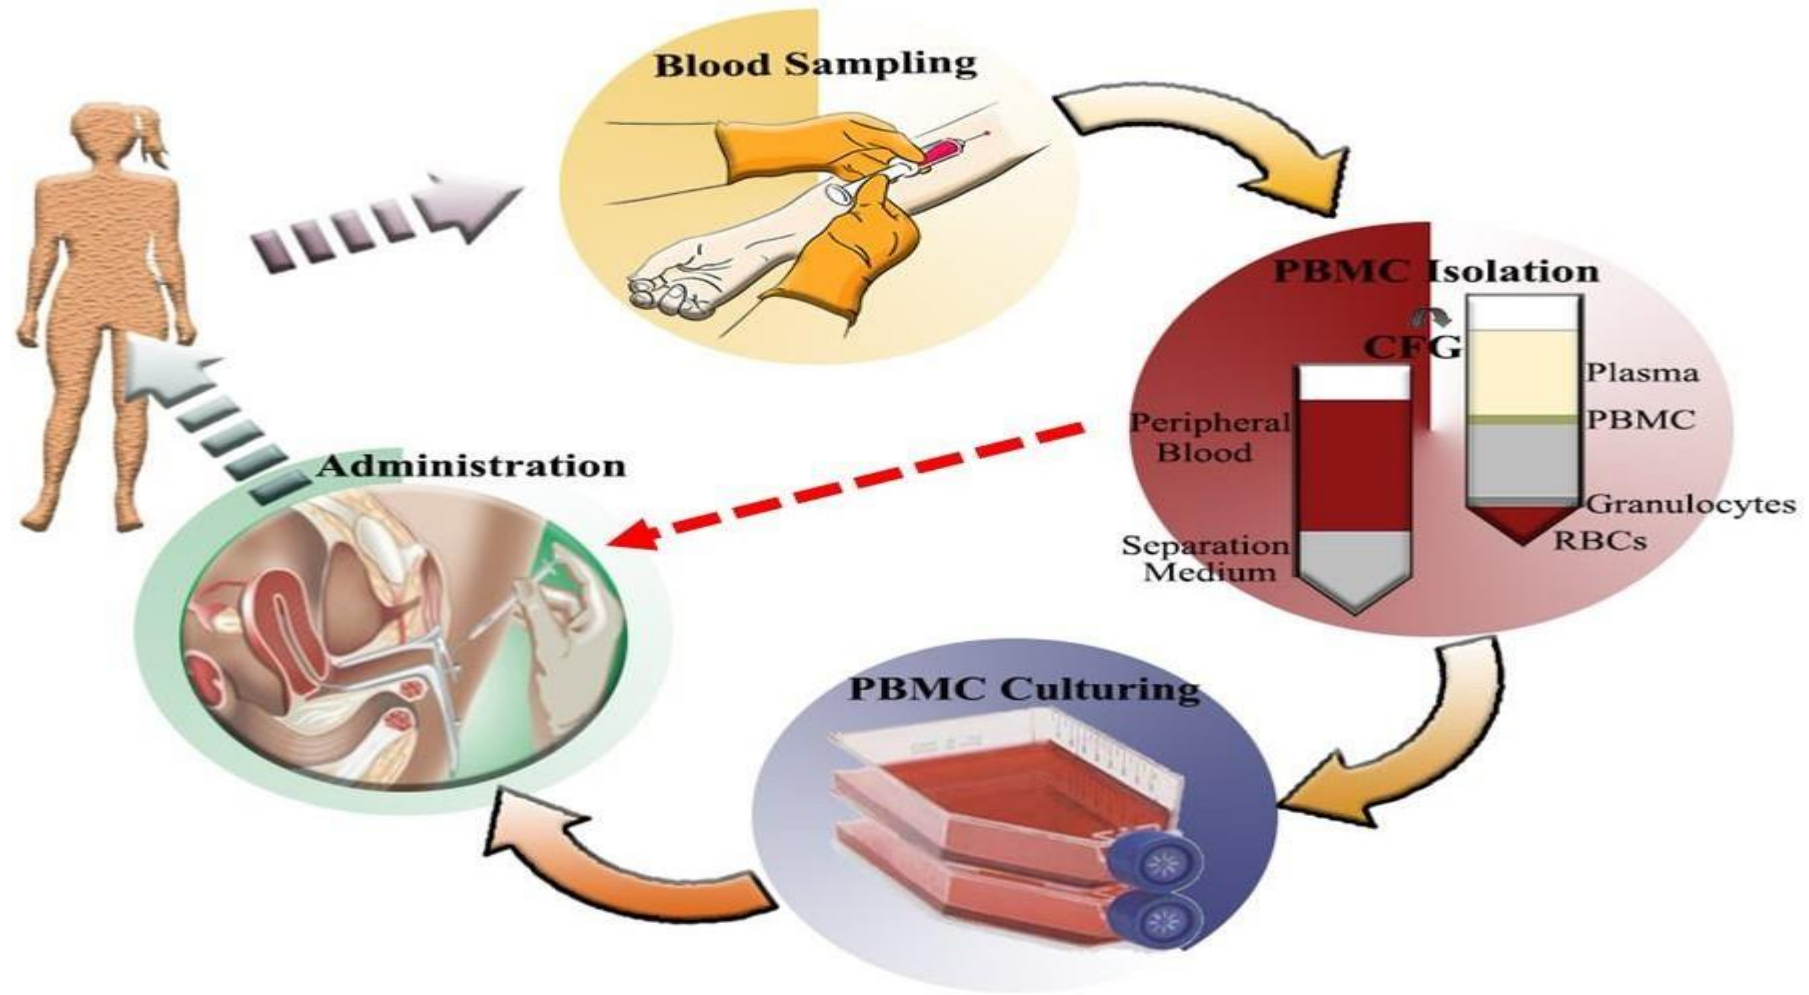 Blood Sampling
PBMC Isolation
CFG
Plasma
Peripheral
Blood
PBMC
Separation
Medium
Granulocytes
RBCs
Administration
PBMC Culturing